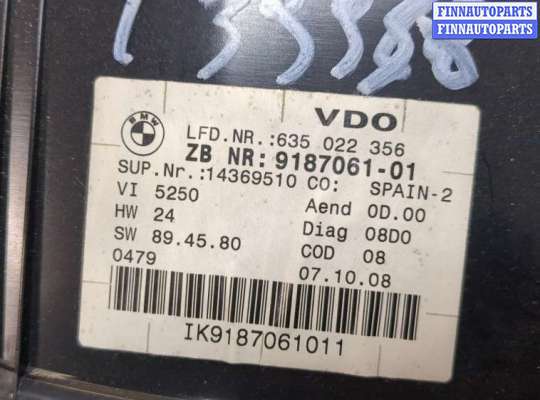 FINNAUTOPARTS
FINNAUTOPARTS
BMW
VDO
LFD.NR.:635 022 356
ZB NR: 9187061-01
SUP.Nr.:14369510 CO: SPAIN-2
VI 5250
Aend 0D.00
HW 24
Diag 08D0
SW 89.45.80
COD 08
0479
07.10.08
IK9187061011